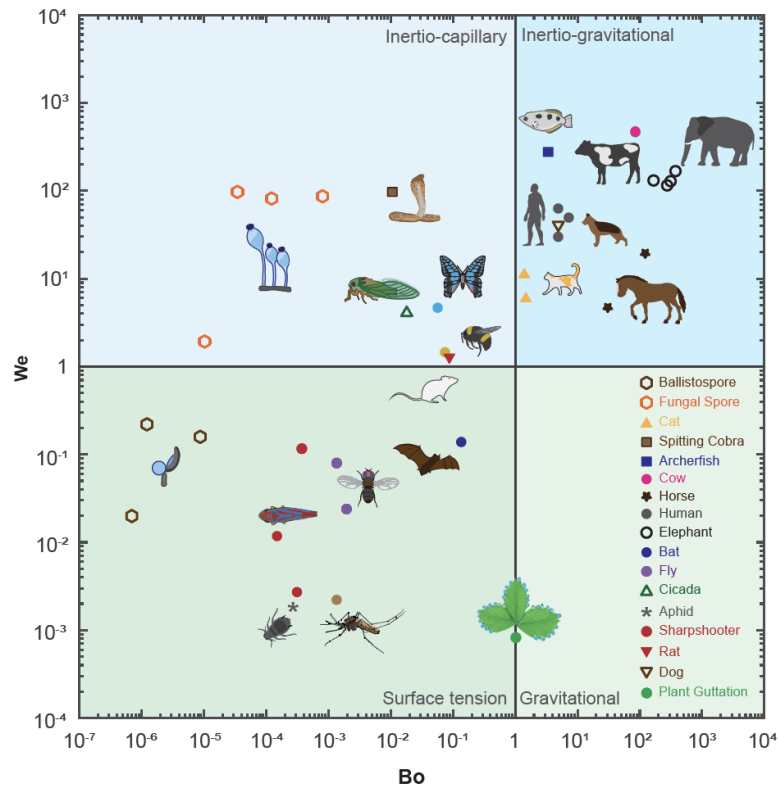 10⁴
Inertio-capillary
Inertio-gravitational
10³
10²
10¹
We
1
10⁻¹
10⁻²
10⁻³
10⁻⁴
Ballistospore
Fungal Spore
Cat
Spitting Cobra
Archerfish
Cow
Horse
Human
Elephant
Bat
Fly
Cicada
Aphid
Sharpshooter
Rat
Dog
Plant Guttation
Surface tension
Gravitational
10⁻⁷ 10⁻⁶ 10⁻⁵ 10⁻⁴ 10⁻³ 10⁻² 10⁻¹ 1 10¹ 10² 10³ 10⁴
Bo